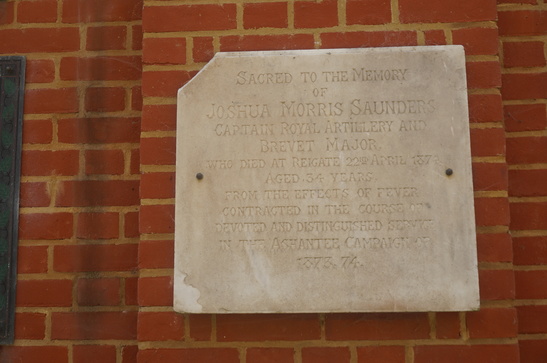 SACRED TO THE MEMORY
OF
JOSHUA MORRIS SAUNDERS
CAPTAIN ROYAL ARTILLERY AND
BREVET MAJOR.
WHO DIED AT REIGATE 22ND APRIL
AGED 34 YEARS.
FROM THE EFFECTS OF FEVER
CONTRACTED IN THE COURSE OF
DEVOTED AND DISTINGUISHED
IN THE ASHANTEE CAMPAIGN OF
1873.74.